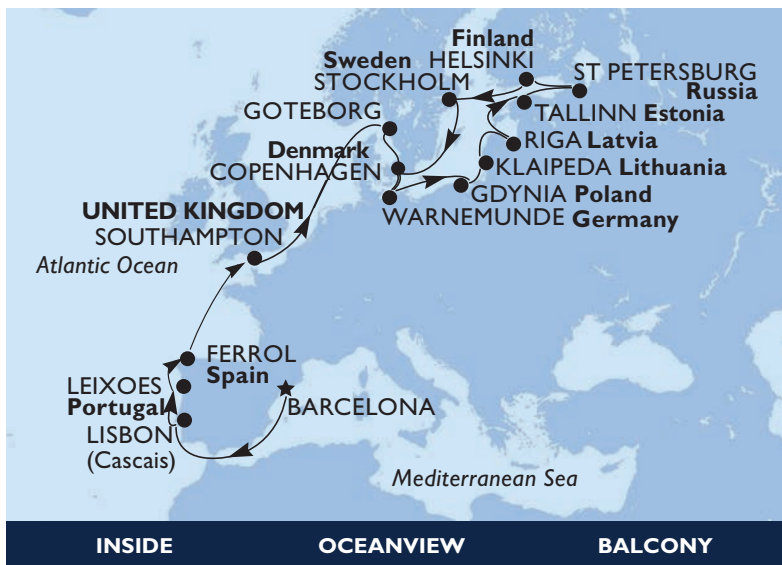 Finland
Sweden HELSINKI
STOCKHOLM
ST PETERSBURG
Russia
GOTEBORG
TALLINN Estonia
RIGA Latvia
Denmark
COPENHAGEN
KLAIPEDA Lithuania
GDYNIA Poland
WARNEMUNDE Germany
UNITED KINGDOM
SOUTHAMPTON
Atlantic Ocean
FERROL
Spain
LEIXOES
Portugal
LISBON
(Cascais)
BARCELONA
Mediterranean Sea
INSIDE OCEANVIEW BALCONY